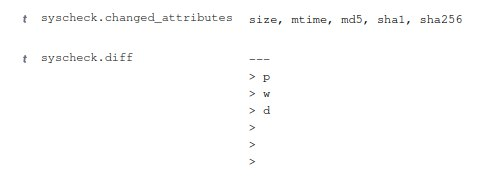 t syscheck.changed_attributes size, mtime, md5, sha1, sha256
t syscheck.diff ---
> p
> w
> d
>
>
>